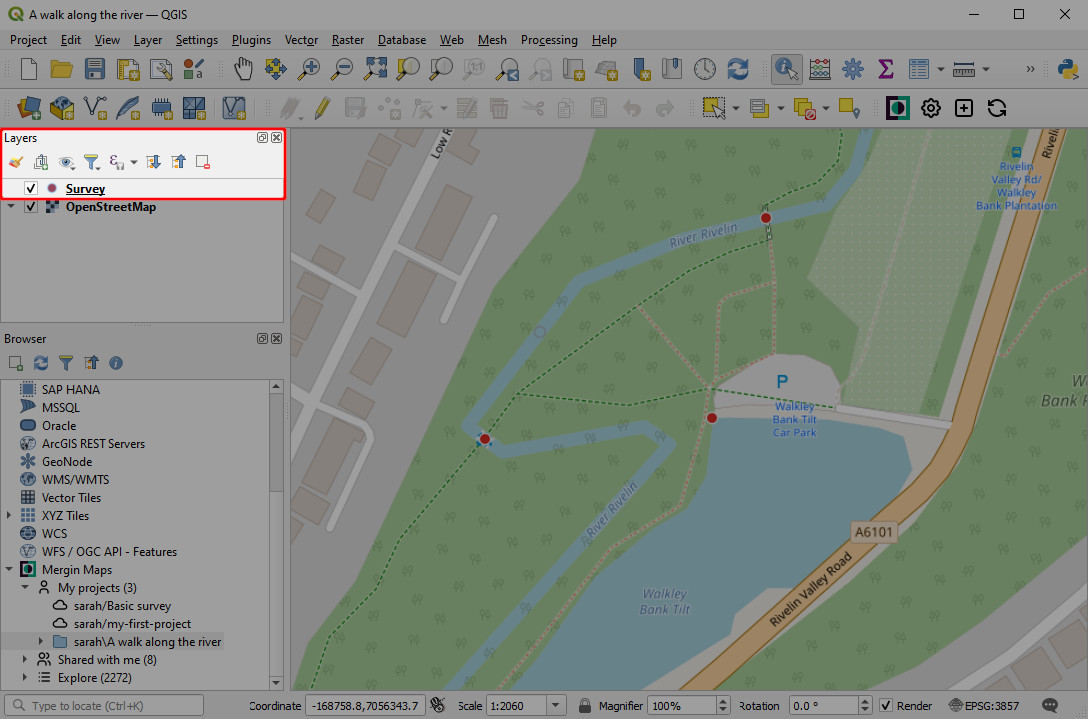 A walk along the river — QGIS
Project Edit View Layer Settings Plugins Vector Raster Database Web Mesh Processing Help
Layers
Survey
OpenStreetMap
Browser
SAP HANA
MSSQL
Oracle
ArcGIS REST Servers
GeoNode
WMS/WMTS
Vector Tiles
XYZ Tiles
WCS
WFS / OGC API - Features
Mergin Maps
My projects (3)
sarah/Basic survey
sarah/my-first-project
sarah\A walk along the river
Shared with me (8)
Explore (2272)
Low R
River Rivelin
Rivelin
Valley Rd/
Walkley
Bank Plantation
Rivelin
P
Walkley
Bank Tilt
Car Park
Wa
Bank P
River Rivelin
A6101
Rivelin Valley Road
Walkley
Bank Tilt
Type to locate (Ctrl+K) Coordinate -168758.8,7056343.7 Scale 1:2060 Magnifier 100% Rotation 0.0 ° Render EPSG:3857